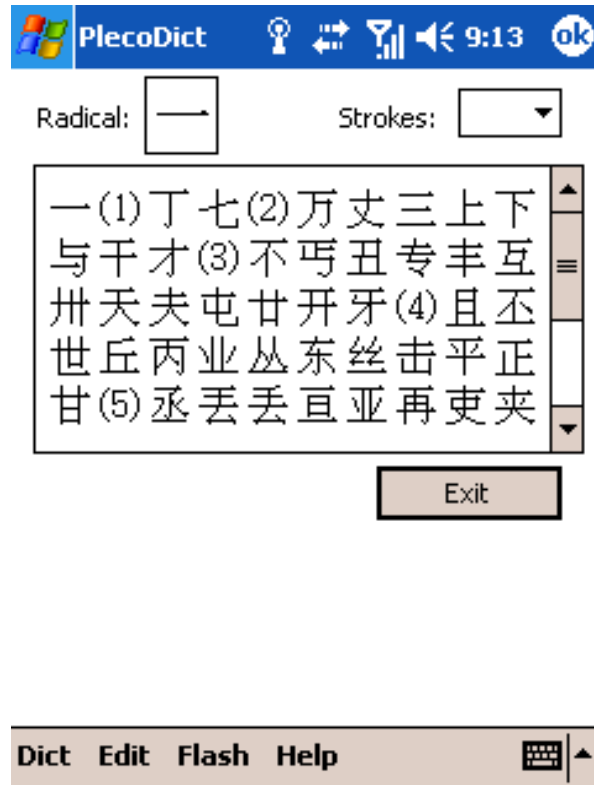 PlecoDict 9:13 ok
Radical: 一 Strokes:
一(1)丁七(2)万丈三上下
与干才(3)不丐丑专丰互
卅天夫屯廿开牙(4)且丕
世丘丙业丛东丝击平正
甘(5)丞丢丟亘亚再吏夹
Exit
Dict Edit Flash Help